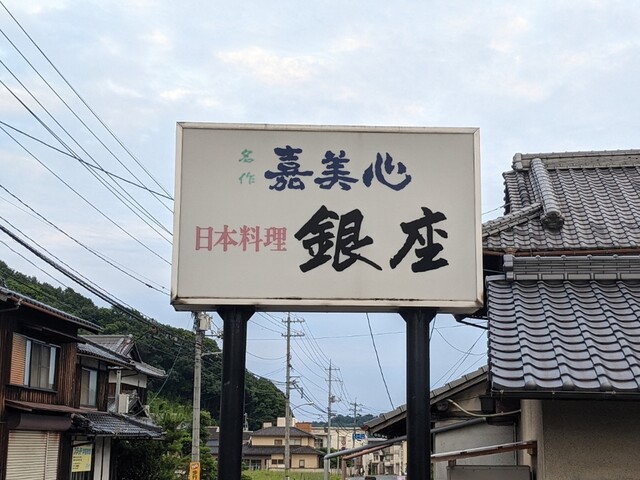 名作 嘉美心
日本料理 銀座